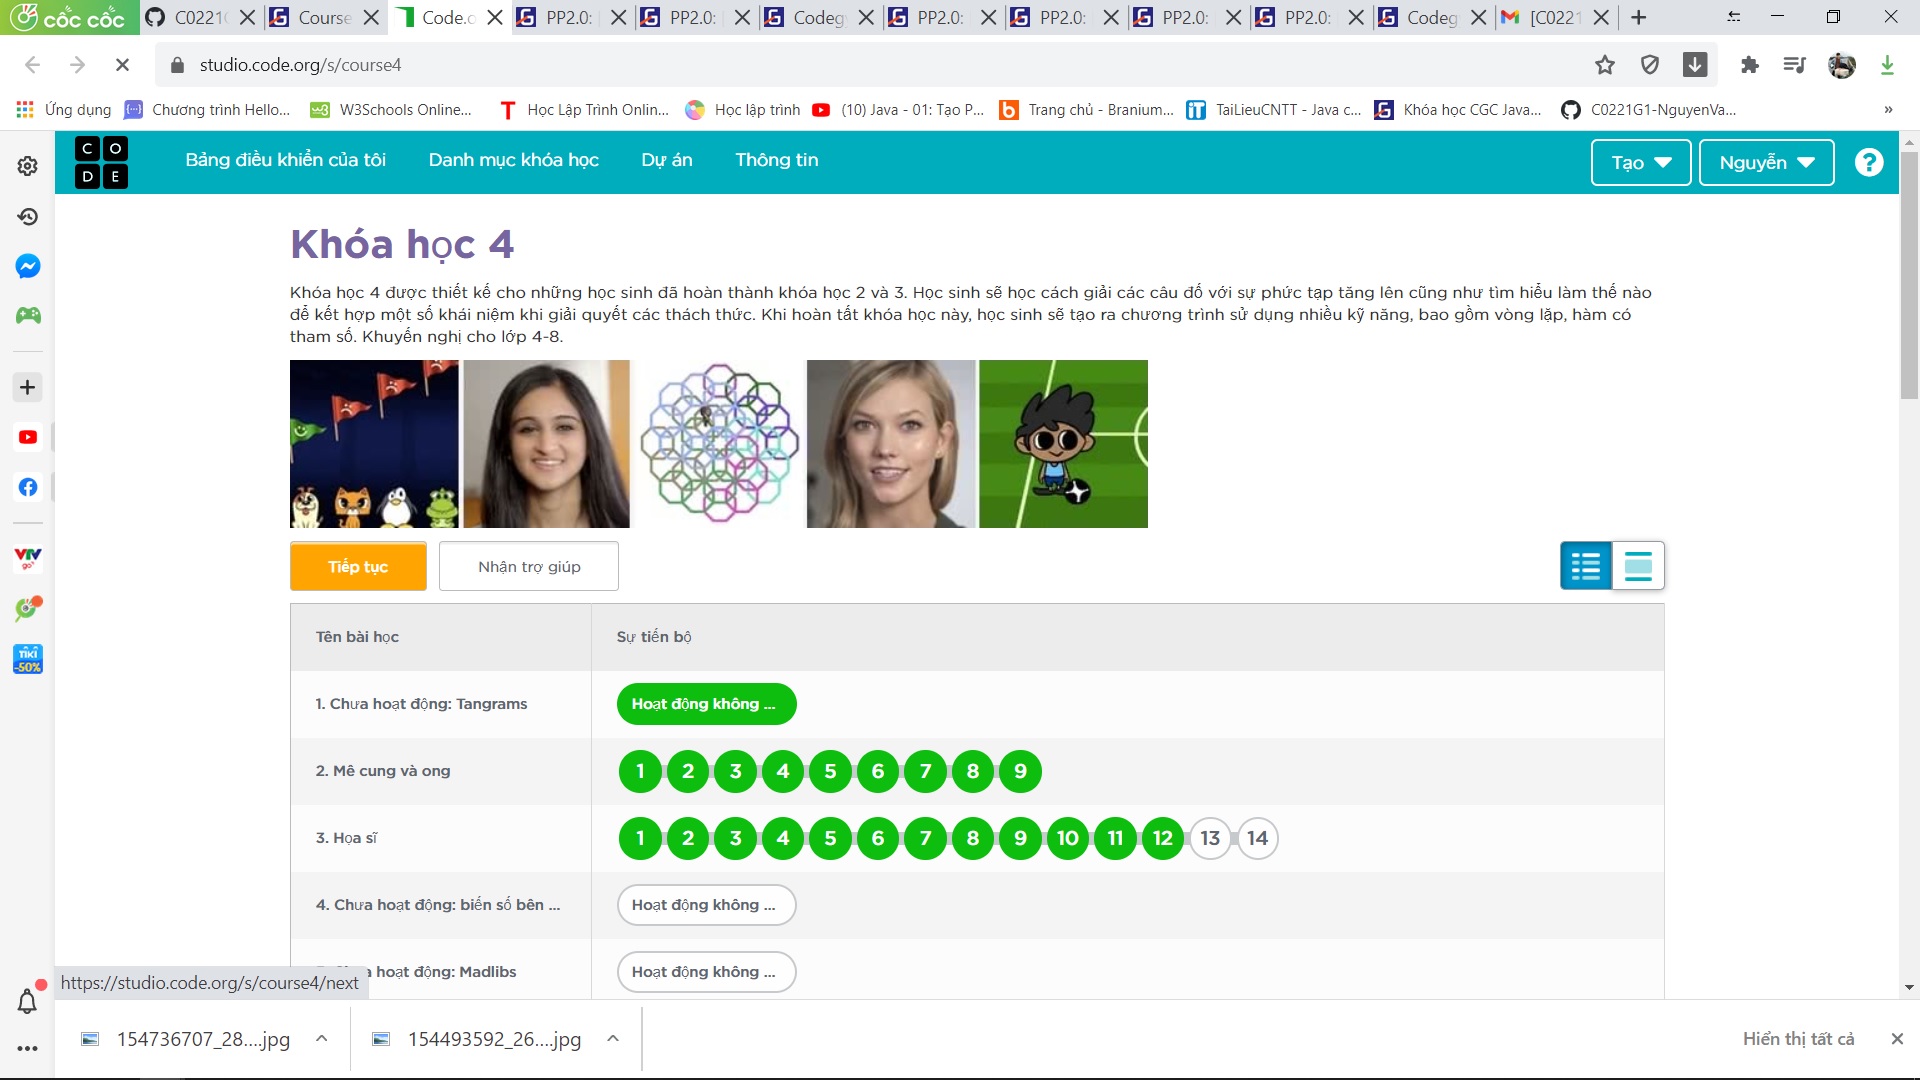 cốc cốc
C0221
Course
Code.o
PP2.0:
PP2.0:
Codeg
PP2.0:
PP2.0:
PP2.0:
PP2.0:
Codeg
[C0221
studio.code.org/s/course4
Ứng dụng
Chương trình Hello...
W3Schools Online...
Học Lập Trình Onlin...
Học lập trình
(10) Java - 01: Tạo P...
Trang chủ - Branium...
TaiLieuCNTT - Java c...
Khóa học CGC Java...
C0221G1-NguyenVa...
»
C O
D E
Bảng điều khiển của tôi
Danh mục khóa học
Dự án
Thông tin
Tạo
Nguyễn
?
Khóa học 4
Khóa học 4 được thiết kế cho những học sinh đã hoàn thành khóa học 2 và 3. Học sinh sẽ học cách giải các câu đố với sự phức tạp tăng lên cũng như tìm hiểu làm thế nào
để kết hợp một số khái niệm khi giải quyết các thách thức. Khi hoàn tất khóa học này, học sinh sẽ tạo ra chương trình sử dụng nhiều kỹ năng, bao gồm vòng lặp, hàm có
tham số. Khuyến nghị cho lớp 4-8.
Tiếp tục
Nhận trợ giúp
Tên bài học
Sự tiến bộ
1. Chưa hoạt động: Tangrams
Hoạt động không ...
2. Mê cung và ong
1 2 3 4 5 6 7 8 9
3. Họa sĩ
1 2 3 4 5 6 7 8 9 10 11 12 13 14
4. Chưa hoạt động: biến số bên ...
Hoạt động không ...
hoạt động: Madlibs
Hoạt động không ...
VTV
go
TIKI
-50%
https://studio.code.org/s/course4/next
154736707_28....jpg
154493592_26....jpg
Hiển thị tất cả